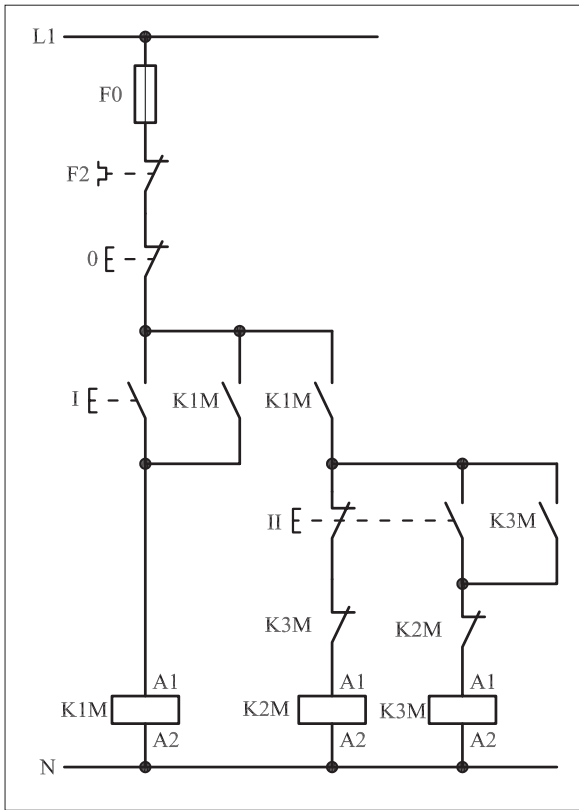 L1
F0
F2
0
I K1M K1M
II K3M
K3M K2M
A1 A1 A1
K1M K2M K3M
A2 A2 A2
N